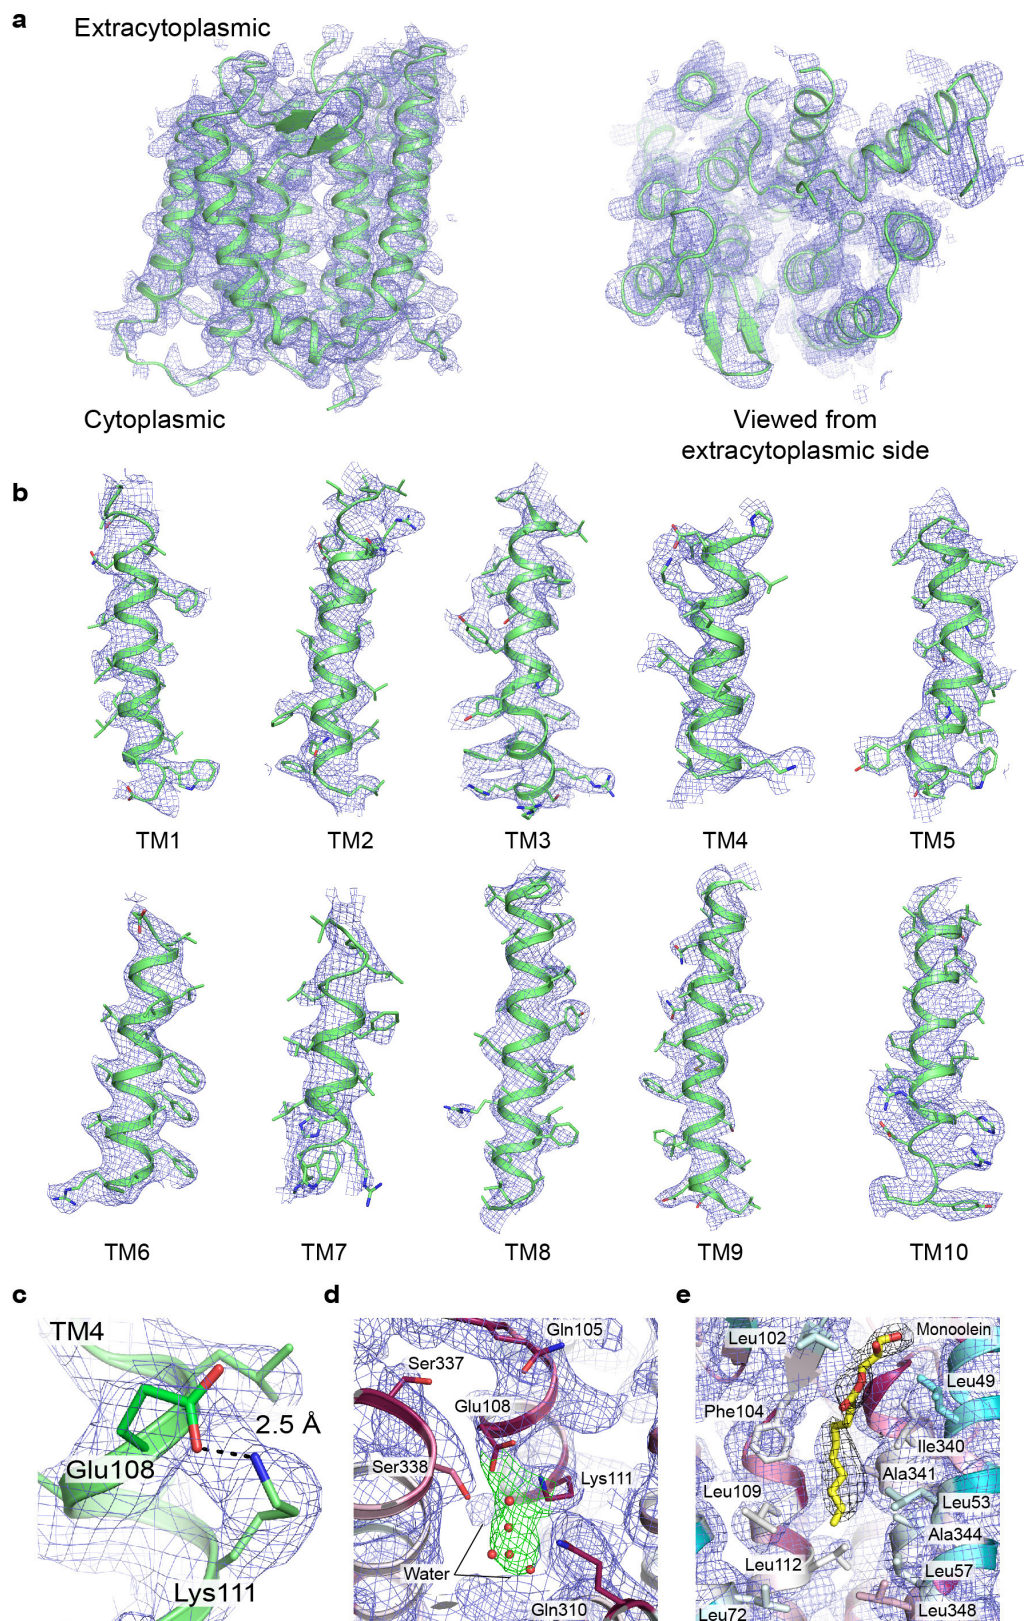 a
Extracytoplasmic
Cytoplasmic
Viewed from
extracytoplasmic side
b
TM1
TM2
TM3
TM4
TM5
TM6
TM7
TM8
TM9
TM10
c
TM4
2.5 Å
Glu108
Lys111
d
Gln105
Ser337
Glu108
Ser338
Lys111
Water
Gln310
e
Leu102
Monoolein
Leu49
Phe104
Ile340
Ala341
Leu109
Leu53
Ala344
Leu112
Leu57
Leu72
Leu348